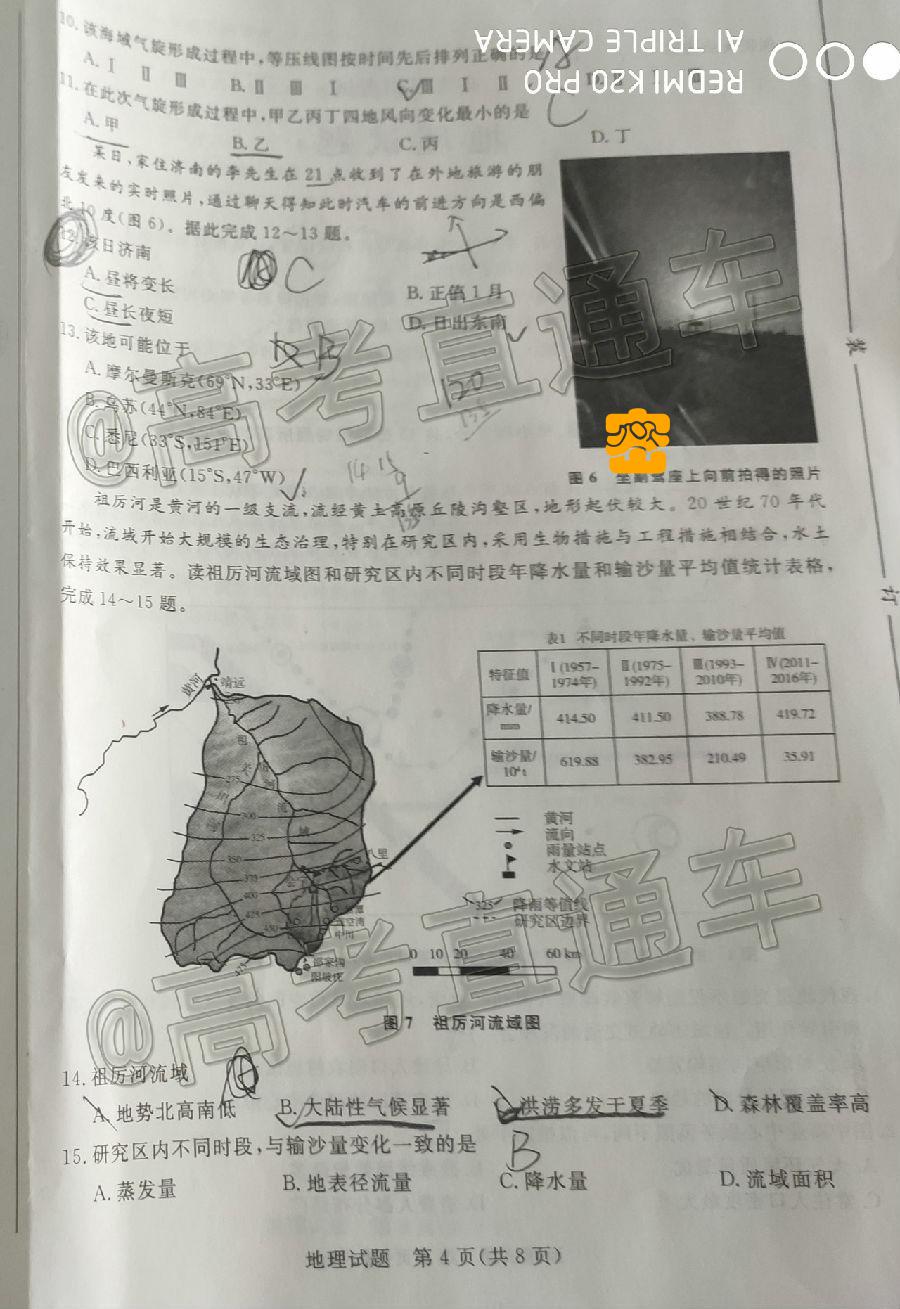 10. 该海域气旋形成过程中,等压线图按时间先后排列正确的是
A. Ⅰ Ⅱ Ⅲ B. Ⅱ Ⅲ Ⅰ C. Ⅲ Ⅰ Ⅱ
REDMI K20 PRO
AI TRIPLE CAMERA
11. 在此次气旋形成过程中,甲乙丙丁四地风向变化最小的是
C
A. 甲 B. 乙 C. 丙 D. 丁
某日,家住济南的李先生在 21 点收到了在外地旅游的朋
友发来的实时照片,通过聊天得知此时汽车的前进方向是西偏
北 10 度(图 6)。据此完成 12~13 题。
12. 该日济南
C
A. 昼将变长 B. 正值 1 月
C. 昼长夜短 D. 日出东南
13. 该地可能位于
B
A. 摩尔曼斯克(69°N,33°E)
120
B. 乌苏(44°N,84°E)
C. 悉尼(33°S,151°E)
D. 巴西利亚(15°S,47°W)
图 6 坐副驾座上向前拍得的照片
祖厉河是黄河的一级支流,流经黄土高原丘陵沟壑区,地形起伏较大。20 世纪 70 年代
开始,流域开始大规模的生态治理,特别在研究区内,采用生物措施与工程措施相结合,水土
保持效果显著。读祖厉河流域图和研究区内不同时段年降水量和输沙量平均值统计表格,
完成 14~15 题。
表1 不同时段年降水量、输沙量平均值
特征值 Ⅰ(1957-1974年) Ⅱ(1975-1992年) Ⅲ(1993-2010年) Ⅳ(2011-2016年)
降水量/mm 414.50 411.50 388.78 419.72
输沙量/10⁴t 619.88 382.95 210.49 35.91
黄河 靖远
275
300
325
350
375
400
425
450
八里
黄河
流向
雨量站点
水文站
325 降雨等值线
研究区边界
0 10 20 40 60 km
图 7 祖厉河流域图
14. 祖厉河流域
A. 地势北高南低 B. 大陆性气候显著 C. 洪涝多发于夏季 D. 森林覆盖率高
15. 研究区内不同时段,与输沙量变化一致的是
B
A. 蒸发量 B. 地表径流量 C. 降水量 D. 流域面积
地理试题 第 4 页(共 8 页)
装
订
@高考直通车
@高考直通车